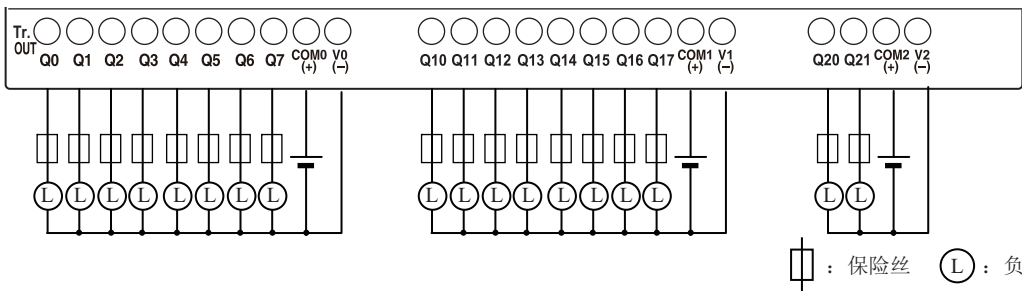 Tr. OUT Q0 Q1 Q2 Q3 Q4 Q5 Q6 Q7 COM0 (+) V0 (−) Q10 Q11 Q12 Q13 Q14 Q15 Q16 Q17 COM1 (+) V1 (−) Q20 Q21 COM2 (+) V2 (−)
L L L L L L L L L L L L L L L L L L
：保险丝 L：负